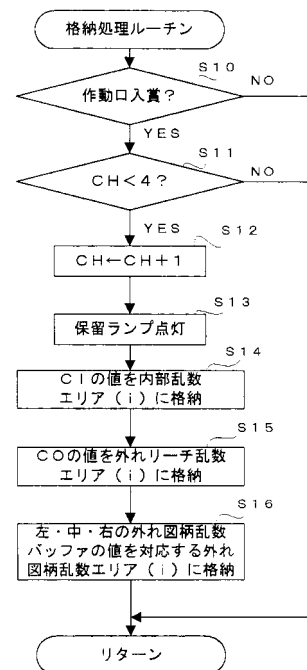 格納処理ルーチン
S10
作動口入賞?
NO
YES
S11
CH<4?
NO
YES
S12
CH←CH+1
S13
保留ランプ点灯
S14
CIの値を内部乱数
エリア(i)に格納
S15
COの値を外れリーチ乱数
エリア(i)に格納
S16
左・中・右の外れ図柄乱数
バッファの値を対応する外れ
図柄乱数エリア(i)に格納
リターン